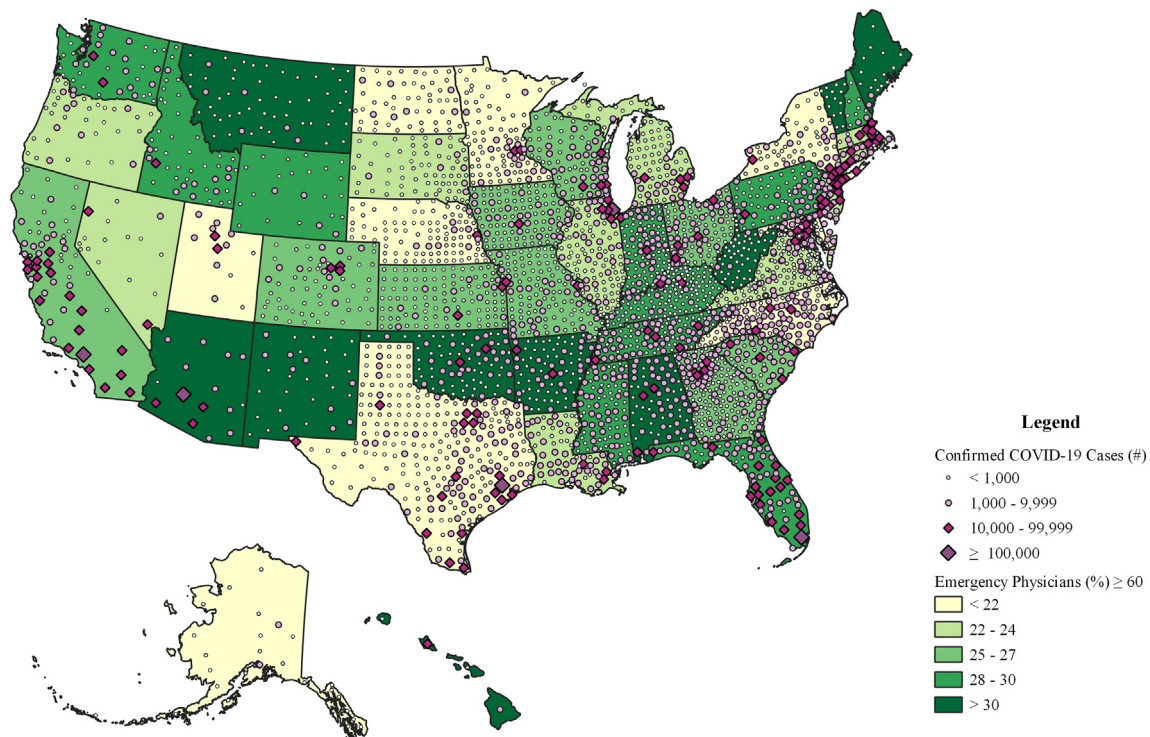 Legend
Confirmed COVID-19 Cases (#)
< 1,000
1,000 - 9,999
10,000 - 99,999
≥ 100,000
Emergency Physicians (%) ≥ 60
< 22
22 - 24
25 - 27
28 - 30
> 30